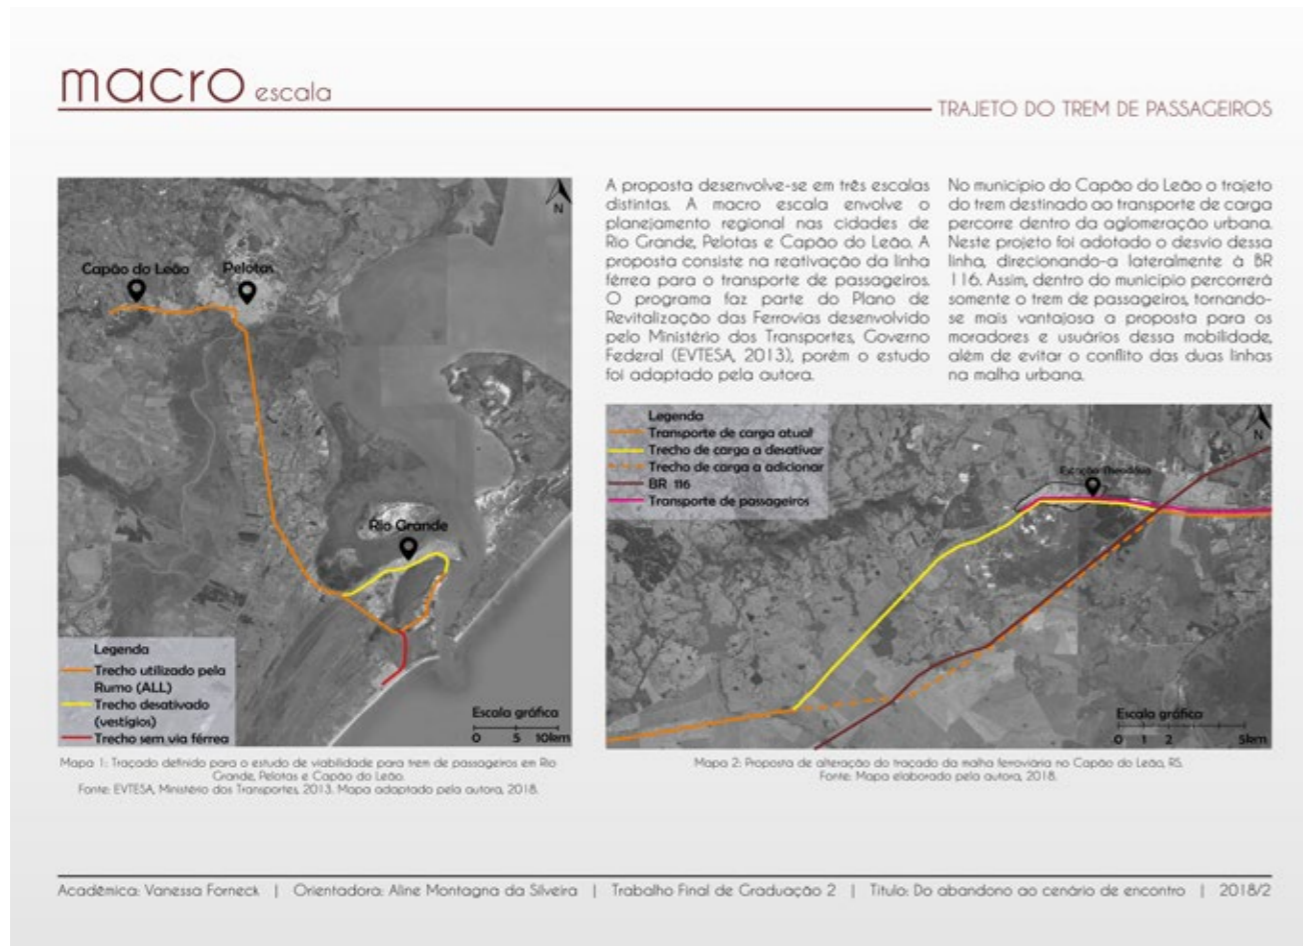 macro escala
TRAJETO DO TREM DE PASSAGEIROS
N
Capão do Leão
Pelotas
Rio Grande
Legenda
Trecho utilizado pela
Rumo (ALL)
Trecho desativado
(vestígios)
Trecho sem via férrea
Escala gráfica
0 5 10km
Mapa 1: Traçado definido para o estudo de viabilidade para trem de passageiros em Rio
Grande, Pelotas e Capão do Leão.
Fonte: EVTESA, Ministério dos Transportes, 2013. Mapa adaptado pela autora, 2018.
A proposta desenvolve-se em três escalas
distintas. A macro escala envolve o
planejamento regional nas cidades de
Rio Grande, Pelotas e Capão do Leão. A
proposta consiste na reativação da linha
férrea para o transporte de passageiros.
O programa faz parte do Plano de
Revitalização das Ferrovias desenvolvido
pelo Ministério dos Transportes, Governo
Federal (EVTESA, 2013), porém o estudo
foi adaptado pela autora.
No município do Capão do Leão o trajeto
do trem destinado ao transporte de carga
percorre dentro da aglomeração urbana.
Neste projeto foi adotado o desvio dessa
linha, direcionando-a lateralmente à BR
116. Assim, dentro do município percorrerá
somente o trem de passageiros, tornando-
se mais vantajosa a proposta para os
moradores e usuários dessa mobilidade,
além de evitar o conflito das duas linhas
na malha urbana.
Legenda
Transporte de carga atual
Trecho de carga a desativar
Trecho de carga a adicionar
BR 116
Transporte de passageiros
N
Estação
Escala gráfica
0 1 2 5km
Mapa 2: Proposta de alteração do traçado da malha ferroviária no Capão do Leão, RS.
Fonte: Mapa elaborado pela autora, 2018.
Acadêmica: Vanessa Forneck | Orientadora: Aline Montagna da Silveira | Trabalho Final de Graduação 2 | Título: Do abandono ao cenário de encontro | 2018/2